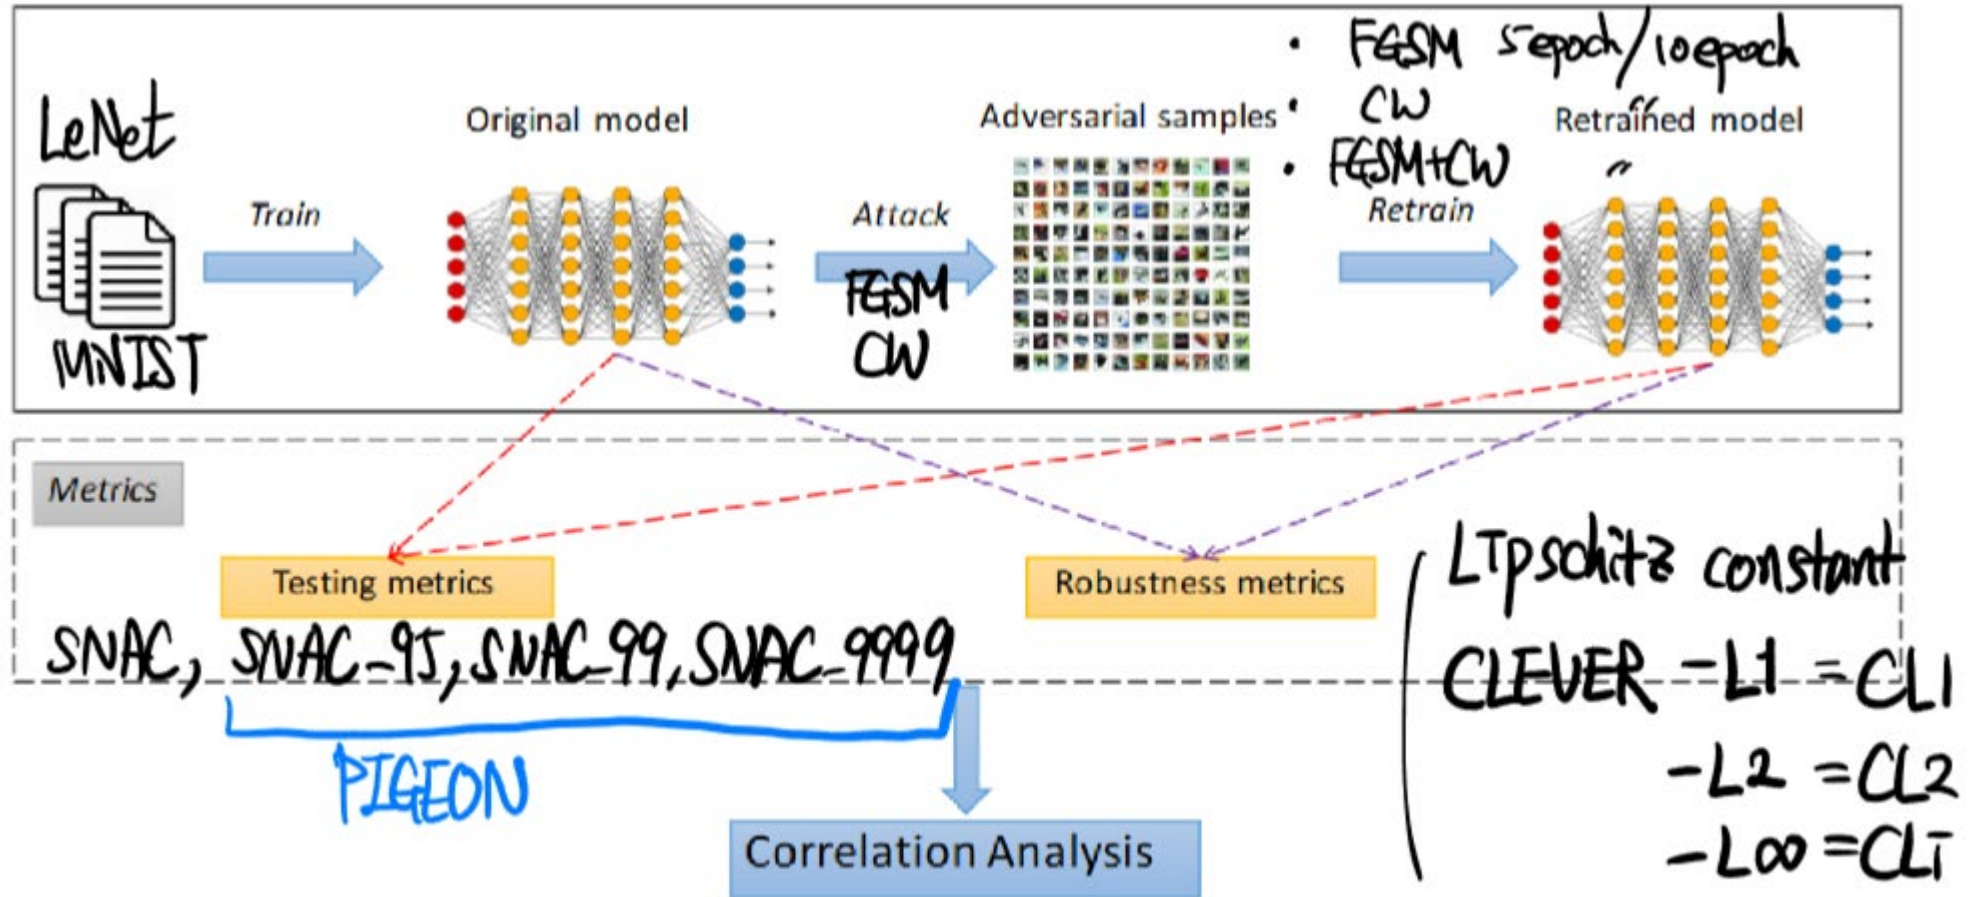 • FGSM 5epoch/10epoch
• CW "
• FGSM+CW "
LeNet
MNIST
Train
Original model
Attack
FGSM
CW
Adversarial samples
Retrain
Retrained model
Metrics
Testing metrics
Robustness metrics
SNAC, SNAC-95, SNAC-99, SNAC-9999
PIGEON
LIpschitz constant
CLEVER -L1 = CL1
-L2 = CL2
-L∞ = CLi
Correlation Analysis